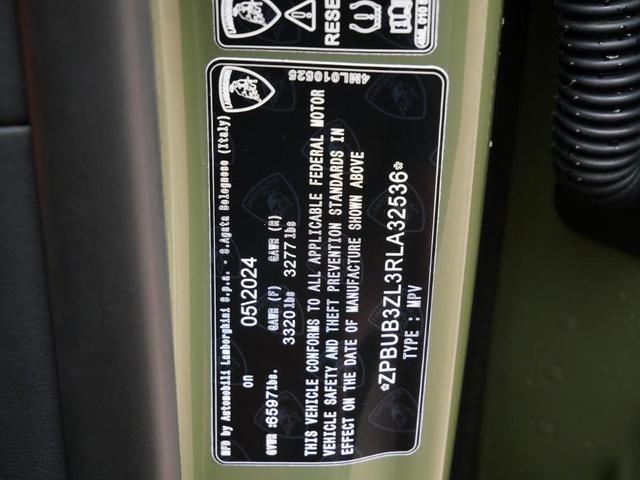 RESE
4ML010525
MFD by Automobili Lamborghini S.p.a. - S.Agata Bolognese (Italy)
on 05\2024
GVWR :6597lbs. GAWR (F) 3320lbs GAWR (R) 3277lbs
THIS VEHICLE CONFORMS TO ALL APPLICABLE FEDERAL MOTOR
VEHICLE SAFETY AND THEFT PREVENTION STANDARDS IN
EFFECT ON THE DATE OF MANUFACTURE SHOWN ABOVE
*ZPBUB3ZL3RLA32536*
TYPE : MPV